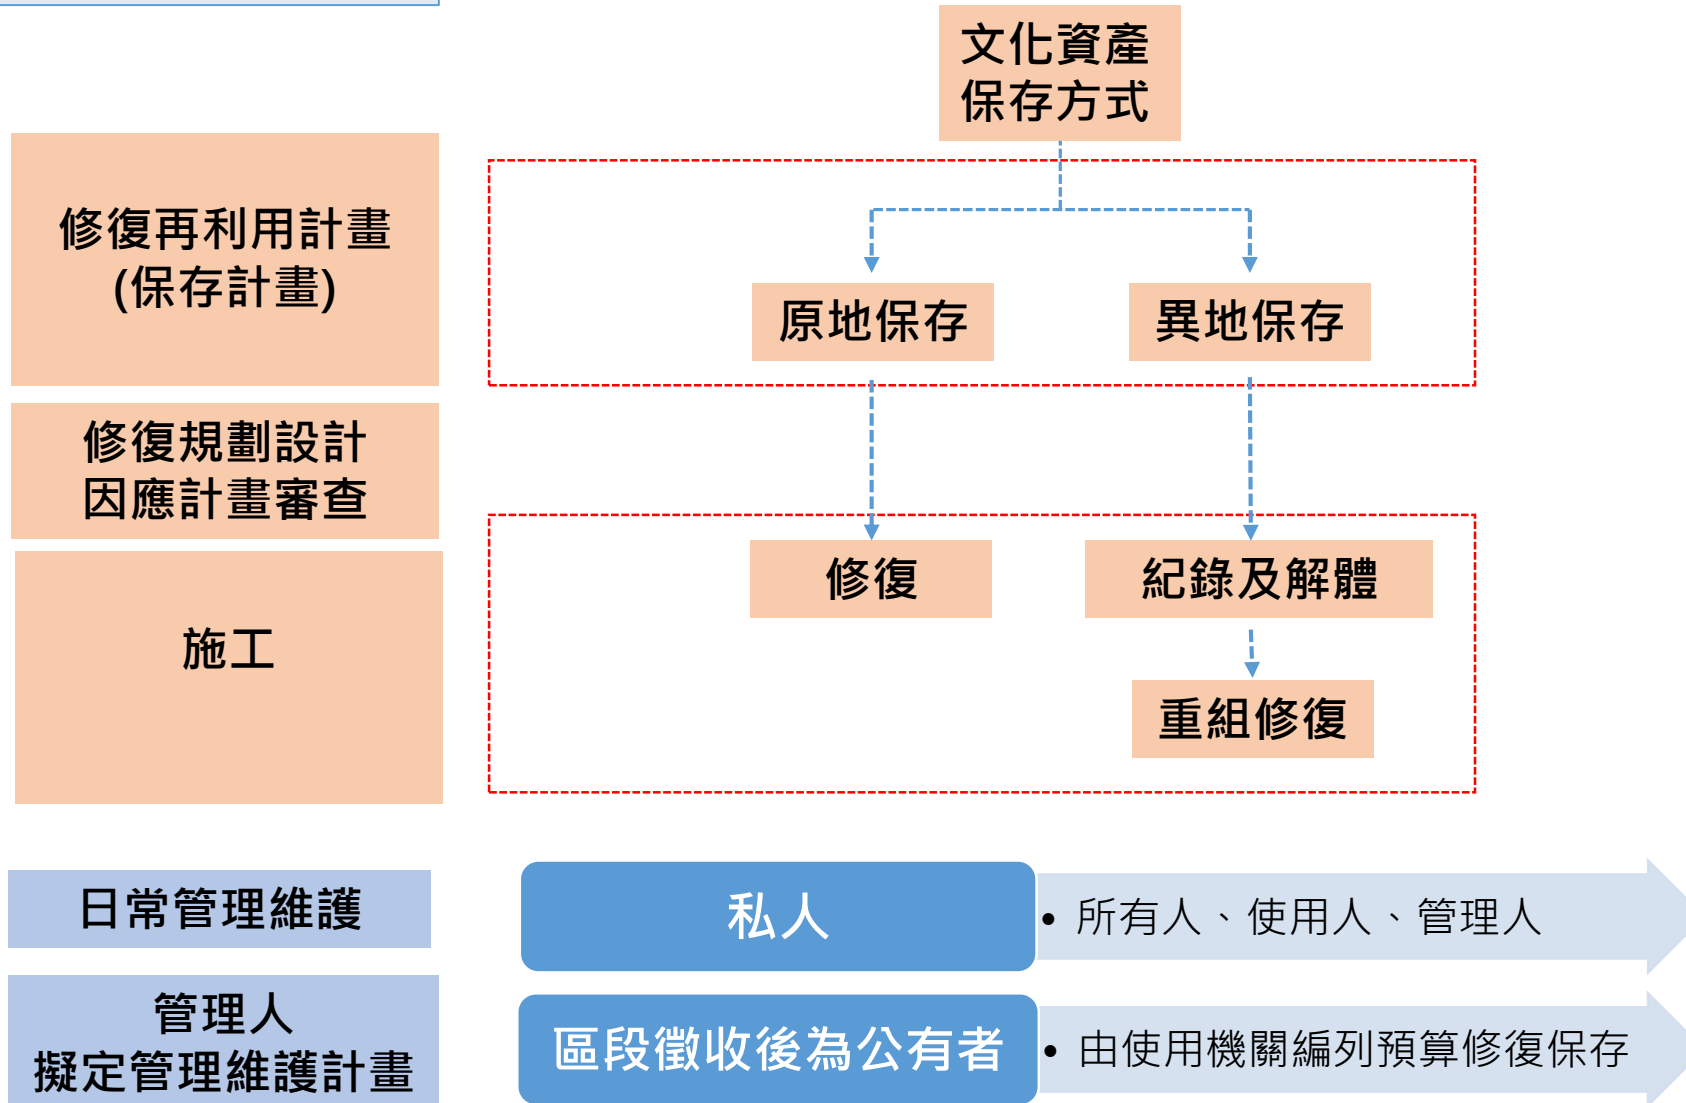 文化資產
保存方式
修復再利用計畫
(保存計畫)
原地保存
異地保存
修復規劃設計
因應計畫審查
施工
修復
紀錄及解體
重組修復
日常管理維護
私人
• 所有人、使用人、管理人
管理人
擬定管理維護計畫
區段徵收後為公有者
• 由使用機關編列預算修復保存